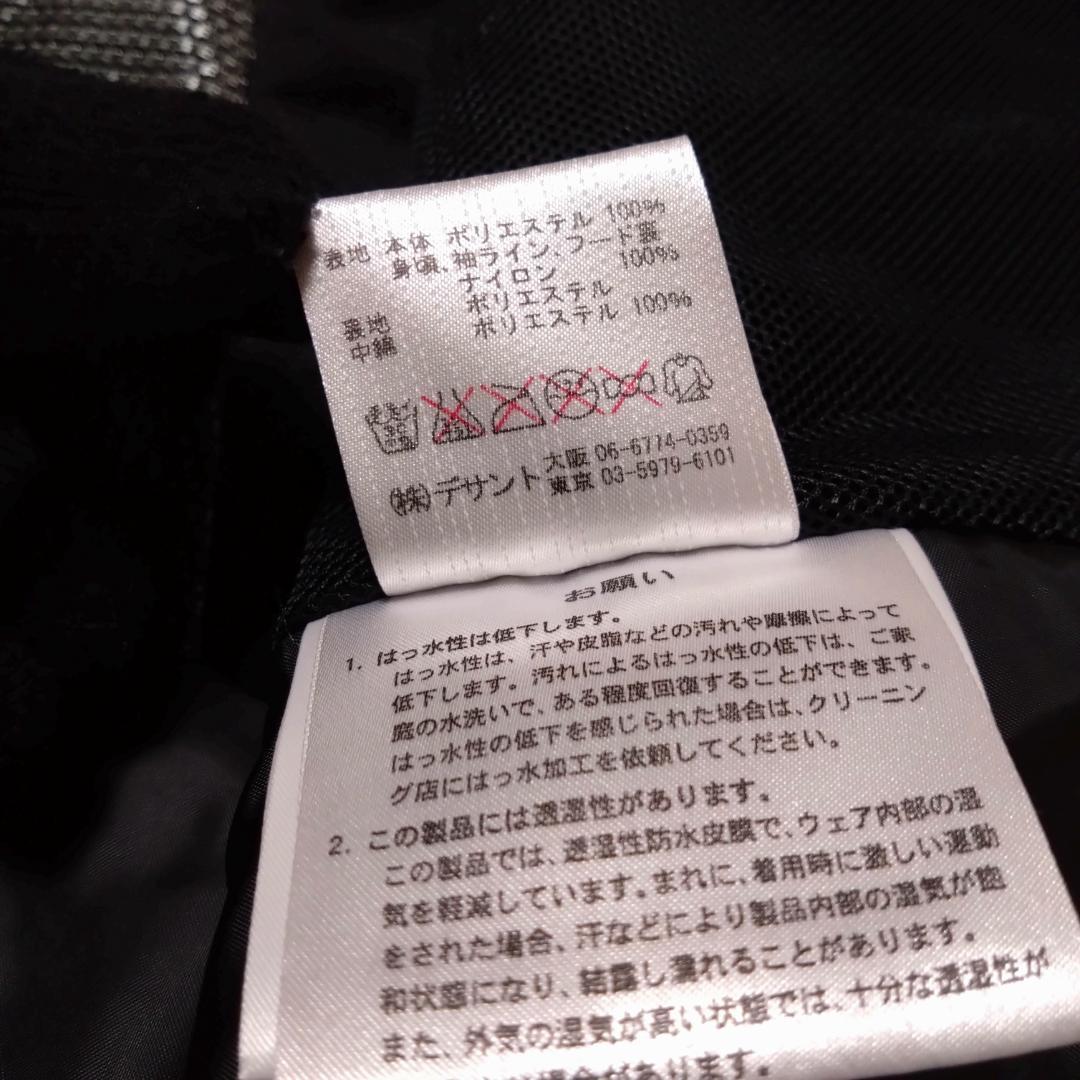 表地 本体 ポリエステル 100%
身頃、袖ライン、フード裏
ナイロン 100%
裏地 ポリエステル
中綿 ポリエステル 100%
(株)デサント 大阪 06-6774-0359
東京 03-5979-6101
お願い
1. はっ水性は低下します。
はっ水性は、汗や皮脂などの汚れや摩擦によって
低下します。汚れによるはっ水性の低下は、ご家
庭の水洗いで、ある程度回復することができます。
はっ水性の低下を感じられた場合は、クリーニン
グ店にはっ水加工を依頼してください。
2. この製品には透湿性があります。
この製品では、透湿性防水皮膜で、ウェア内部の湿
気を軽減しています。まれに、着用時に激しい運動
をされた場合、汗などにより製品内部の湿気が飽
和状態になり、結露し濡れることがあります。
また、外気の湿気が高い状態では、十分な透湿性が